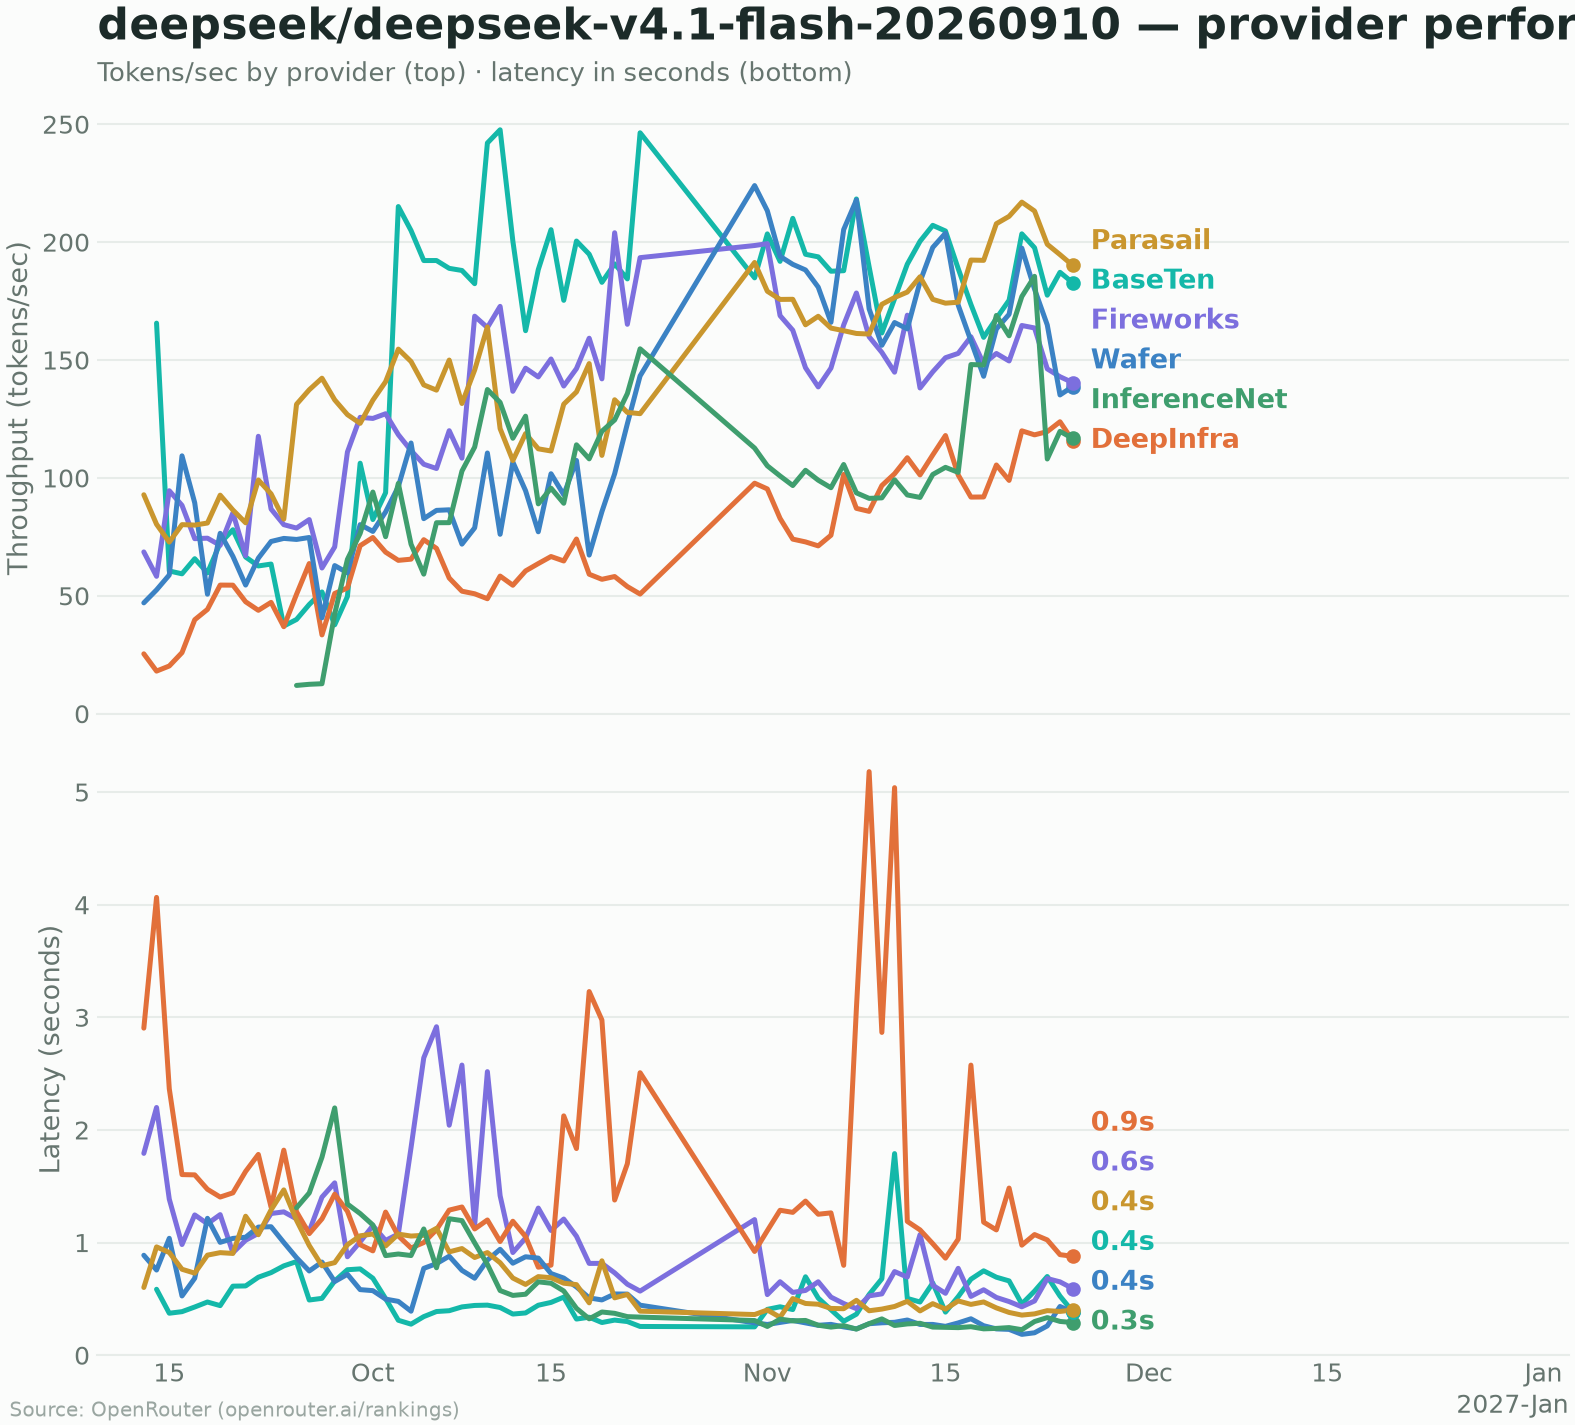 deepseek/deepseek-v4.1-flash-20260910 — provider perfor
Tokens/sec by provider (top) · latency in seconds (bottom)
Throughput (tokens/sec)
250
200
150
100
50
0
Parasail
BaseTen
Fireworks
Wafer
InferenceNet
DeepInfra
Latency (seconds)
5
4
3
2
1
0
0.9s
0.6s
0.4s
0.4s
0.4s
0.3s
15 Oct 15 Nov 15 Dec 15 Jan
2027-Jan
Source: OpenRouter (openrouter.ai/rankings)